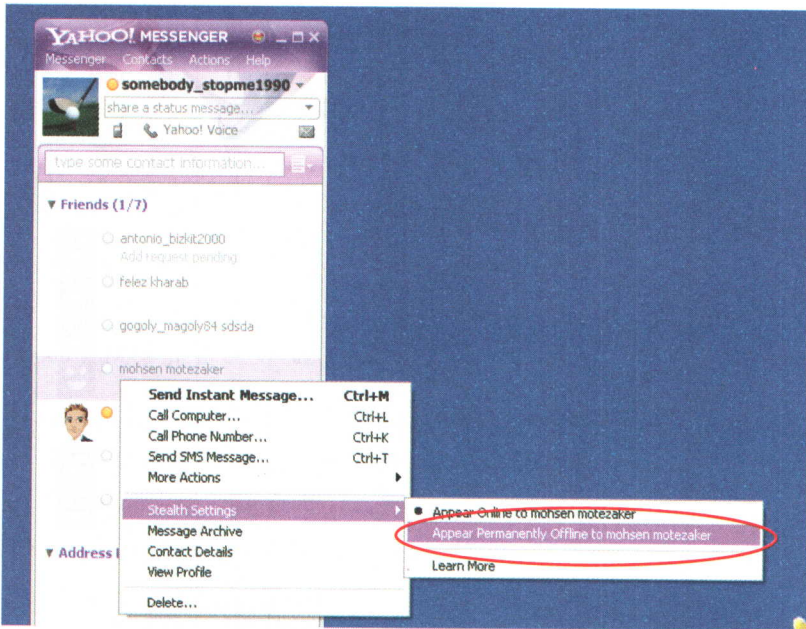 YAHOO! MESSENGER
Messenger Contacts Actions Help
somebody_stopme1990
share a status message...
Yahoo! Voice
type some contact information...
Friends (1/7)
antonio_bizkit2000
Add request pending
felez kharab
gogoly_magoly84 sdsda
mohsen motezaker
Send Instant Message... Ctrl+M
Call Computer... Ctrl+L
Call Phone Number... Ctrl+K
Send SMS Message... Ctrl+T
More Actions
Stealth Settings
Message Archive
Contact Details
View Profile
Delete...
Appear Online to mohsen motezaker
Appear Permanently Offline to mohsen motezaker
Learn More
Address